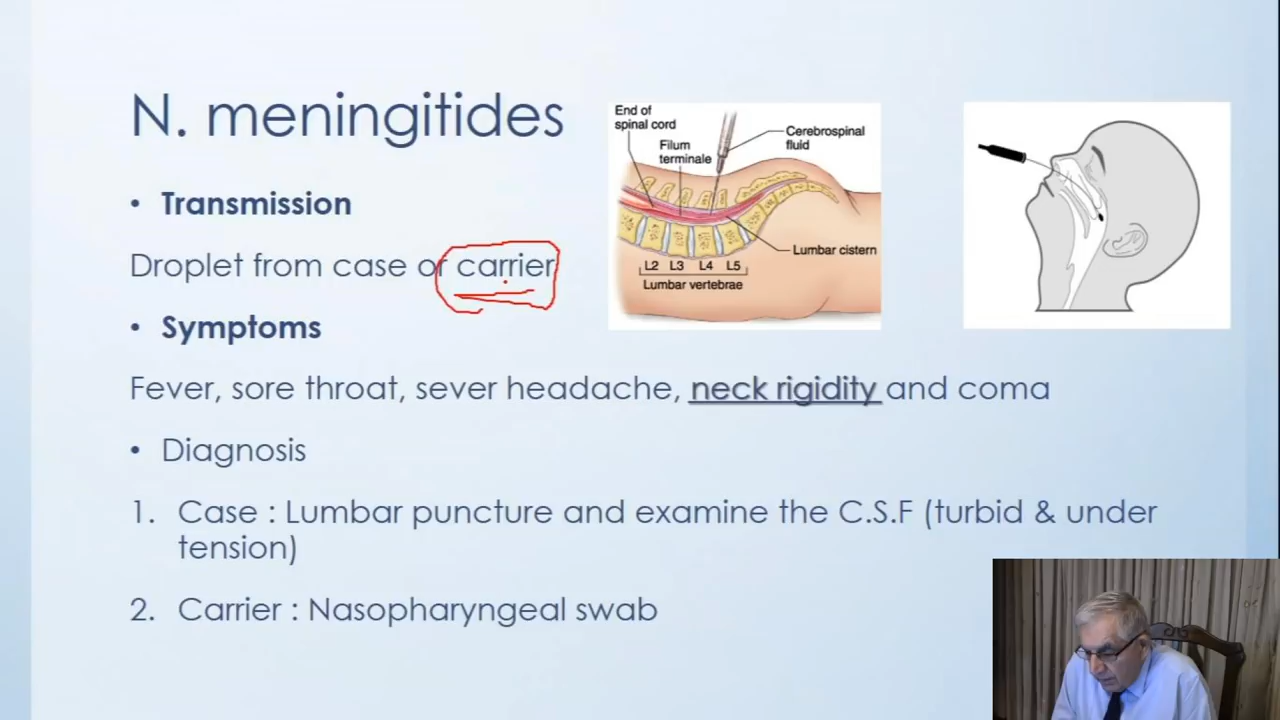 N. meningitides
• Transmission
Droplet from case or carrier
• Symptoms
Fever, sore throat, sever headache, neck rigidity and coma
• Diagnosis
1. Case : Lumbar puncture and examine the C.S.F (turbid & under
tension)
2. Carrier : Nasopharyngeal swab
End of
spinal cord
Filum
terminale
Cerebrospinal
fluid
Lumbar cistern
L2 L3 L4 L5
Lumbar vertebrae